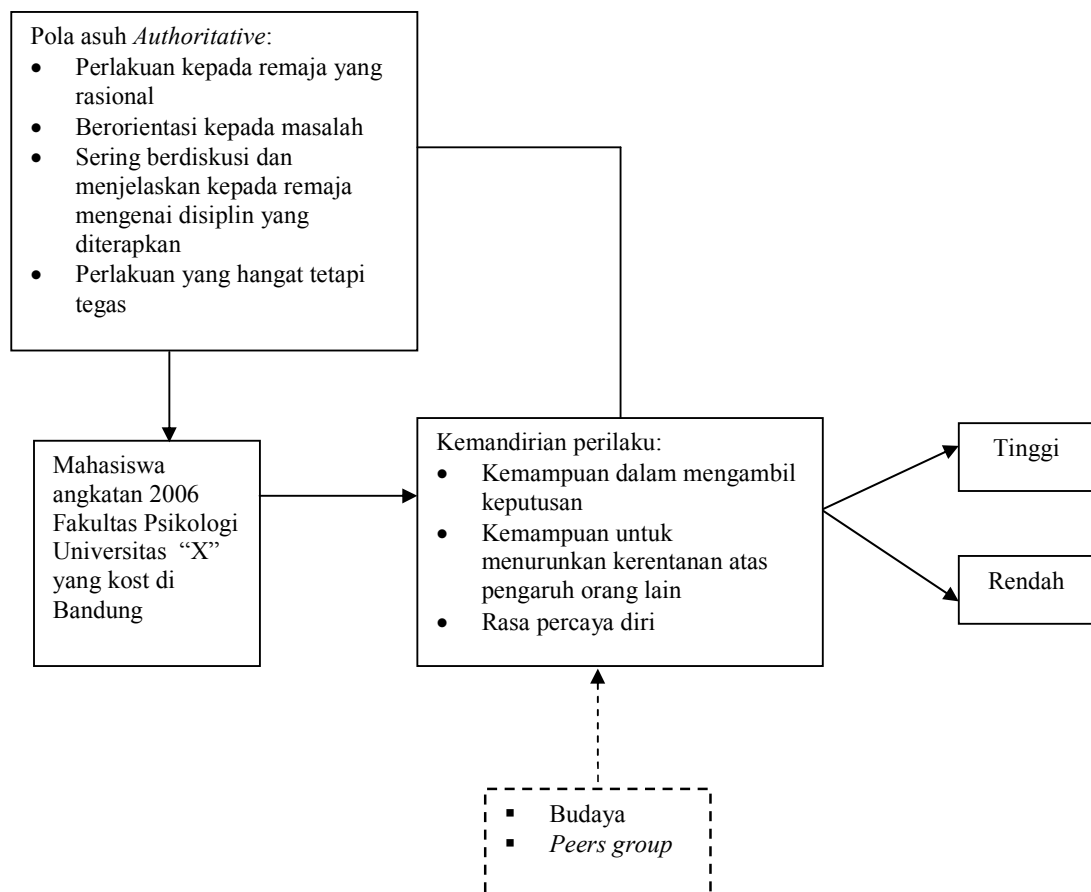 Pola asuh Authoritative:
• Perlakuan kepada remaja yang
rasional
• Berorientasi kepada masalah
• Sering berdiskusi dan
menjelaskan kepada remaja
mengenai disiplin yang
diterapkan
• Perlakuan yang hangat tetapi
tegas
Mahasiswa
angkatan 2006
Fakultas Psikologi
Universitas “X”
yang kost di
Bandung
Kemandirian perilaku:
• Kemampuan dalam mengambil
keputusan
• Kemampuan untuk
menurunkan kerentanan atas
pengaruh orang lain
• Rasa percaya diri
Tinggi
Rendah
▪ Budaya
▪ Peers group